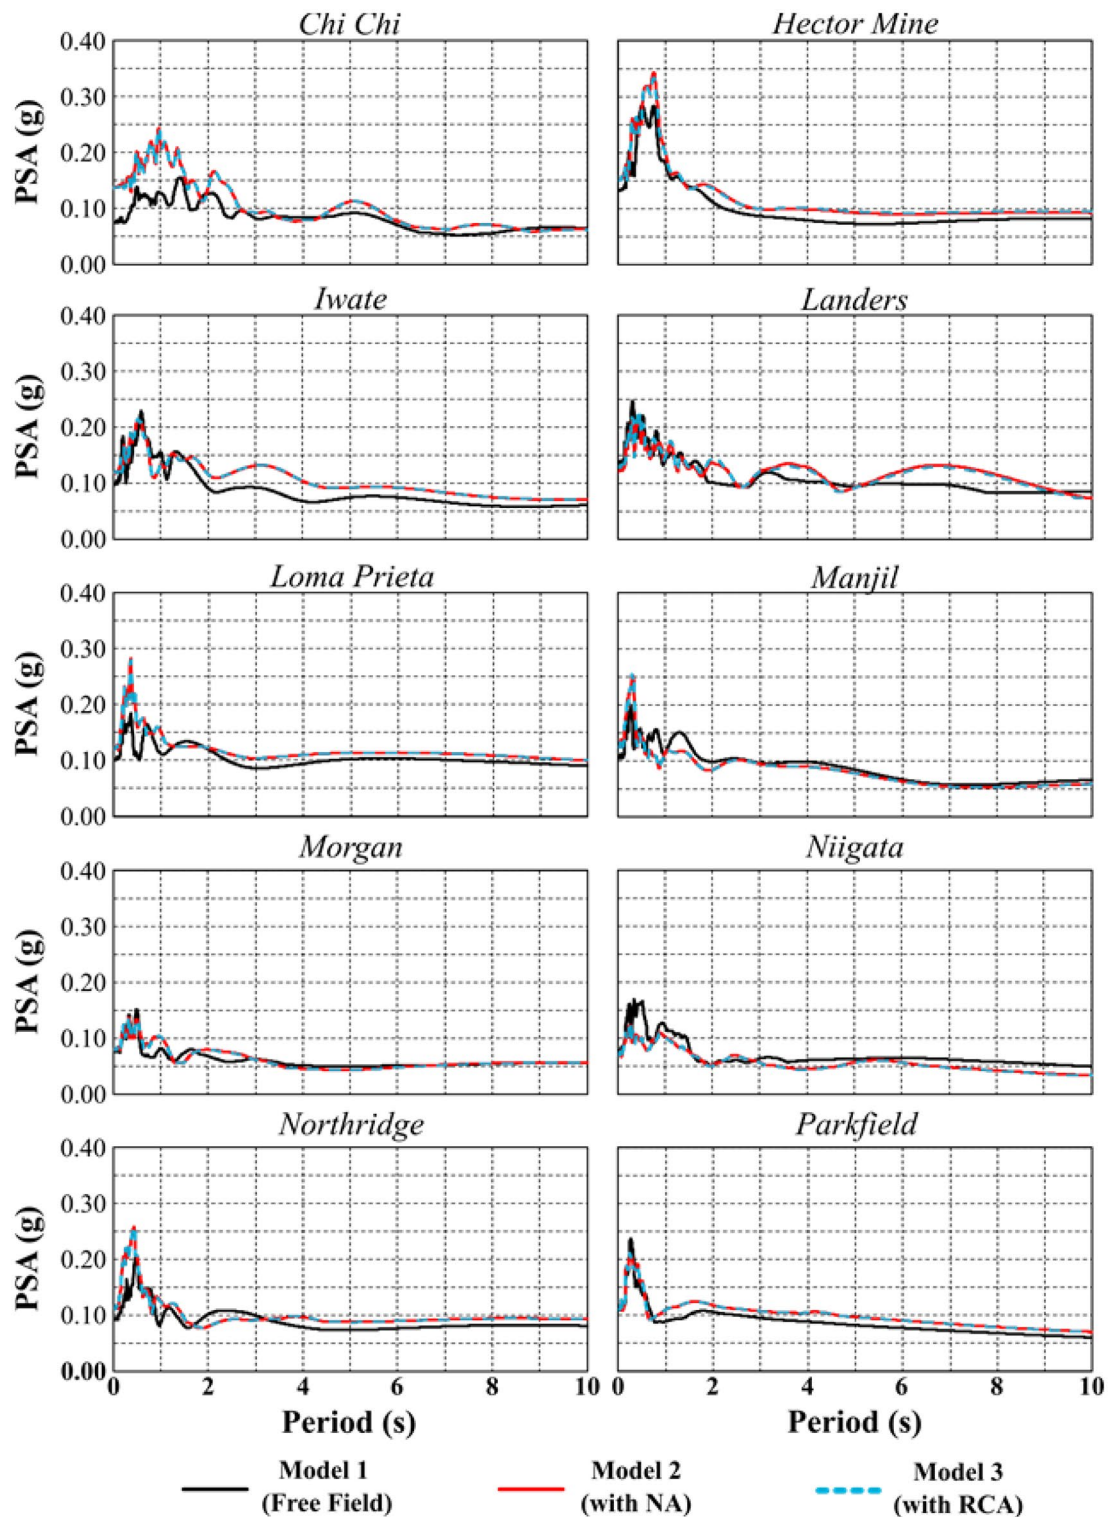 Chi Chi
Hector Mine
PSA (g)
0.40
0.30
0.20
0.10
0.00
Iwate
Landers
PSA (g)
0.40
0.30
0.20
0.10
0.00
Loma Prieta
Manjil
PSA (g)
0.40
0.30
0.20
0.10
0.00
Morgan
Niigata
PSA (g)
0.40
0.30
0.20
0.10
0.00
Northridge
Parkfield
PSA (g)
0.40
0.30
0.20
0.10
0.00
0 2 4 6 8 10
0 2 4 6 8 10
Period (s)
Period (s)
Model 1
(Free Field)
Model 2
(with NA)
Model 3
(with RCA)